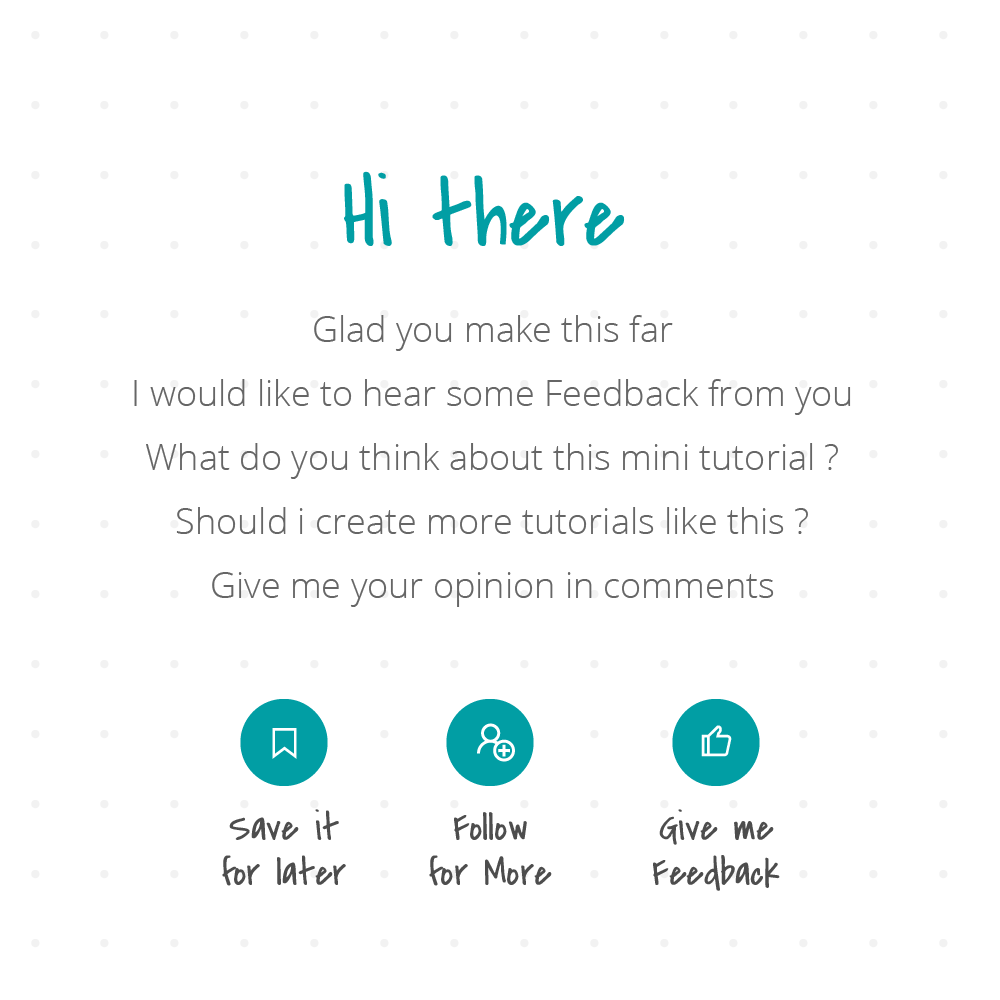 Hi there
Glad you make this far
I would like to hear some Feedback from you
What do you think about this mini tutorial ?
Should i create more tutorials like this ?
Give me your opinion in comments
Save it
for later
Follow
for More
Give me
Feedback